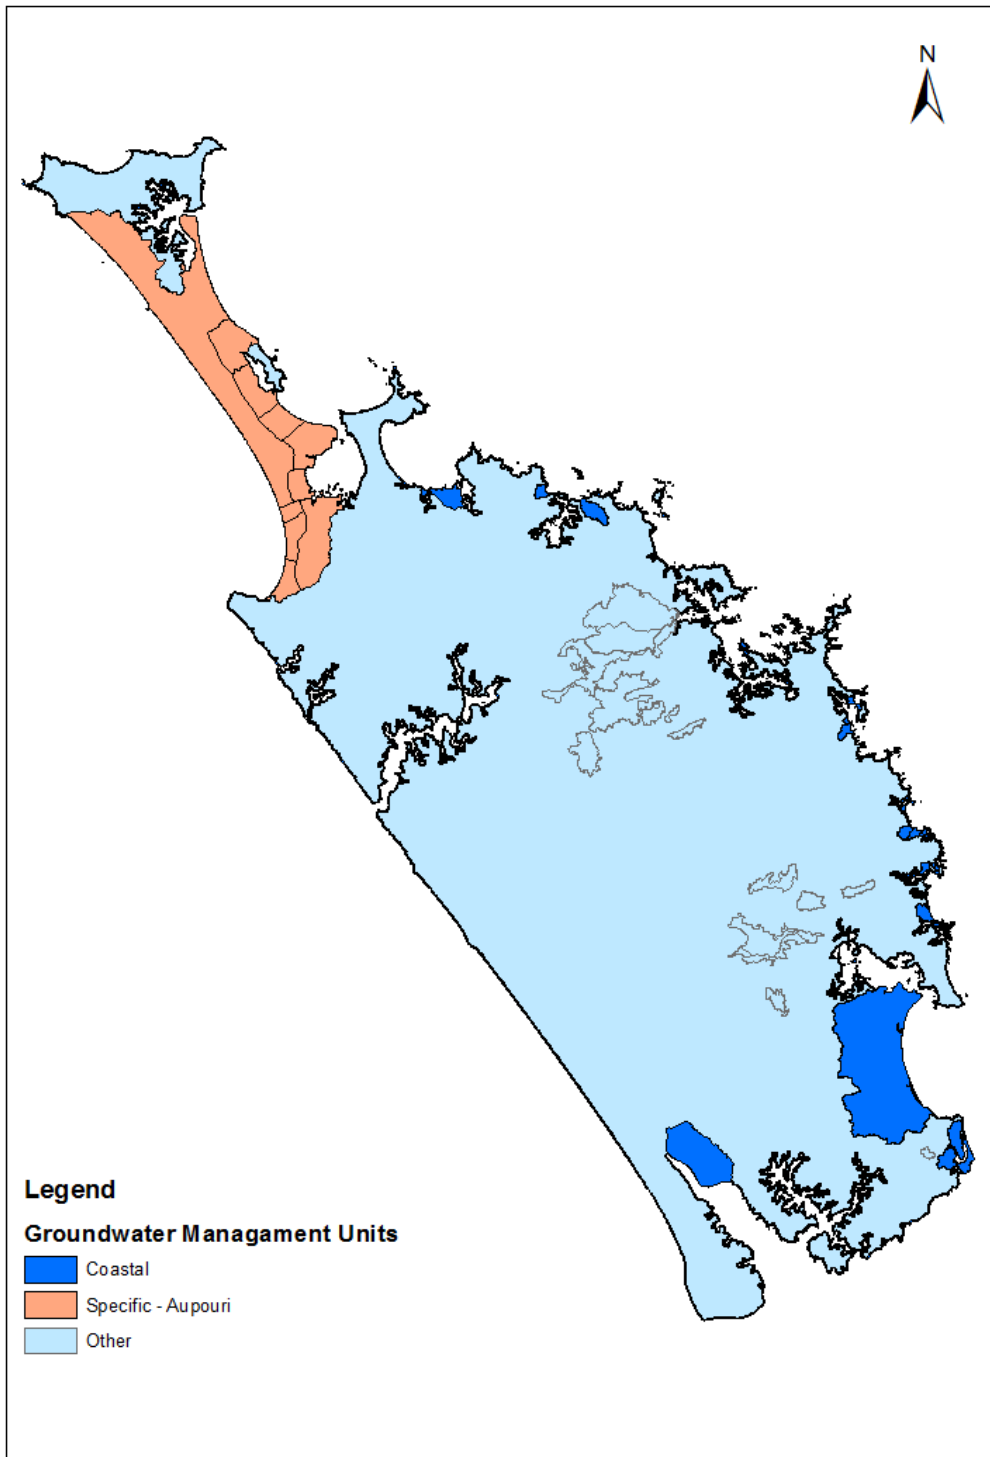 N
Legend
Groundwater Managament Units
Coastal
Specific - Aupouri
Other